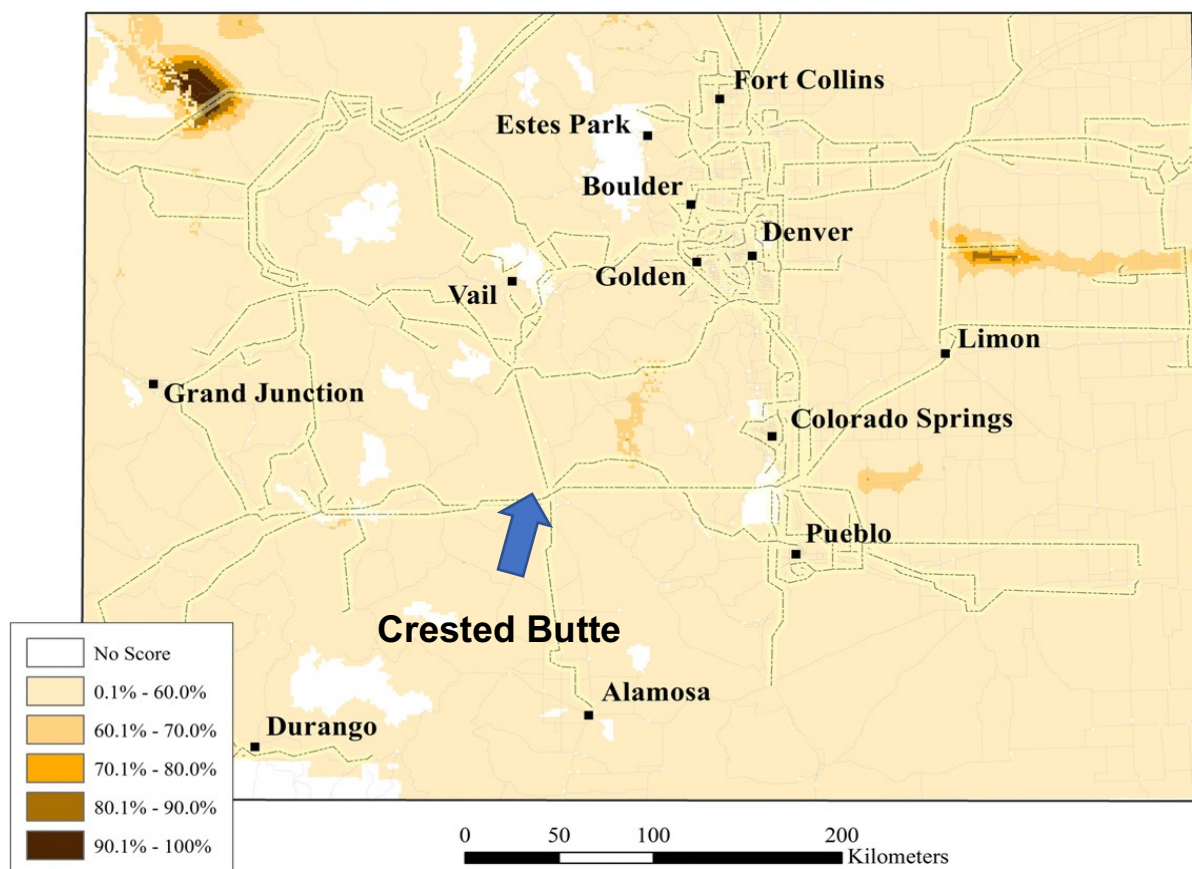 Fort Collins
Estes Park
Boulder
Denver
Golden
Vail
Limon
Grand Junction
Colorado Springs
Pueblo
Crested Butte
Alamosa
Durango
No Score
0.1% - 60.0%
60.1% - 70.0%
70.1% - 80.0%
80.1% - 90.0%
90.1% - 100%
0 50 100 200
Kilometers